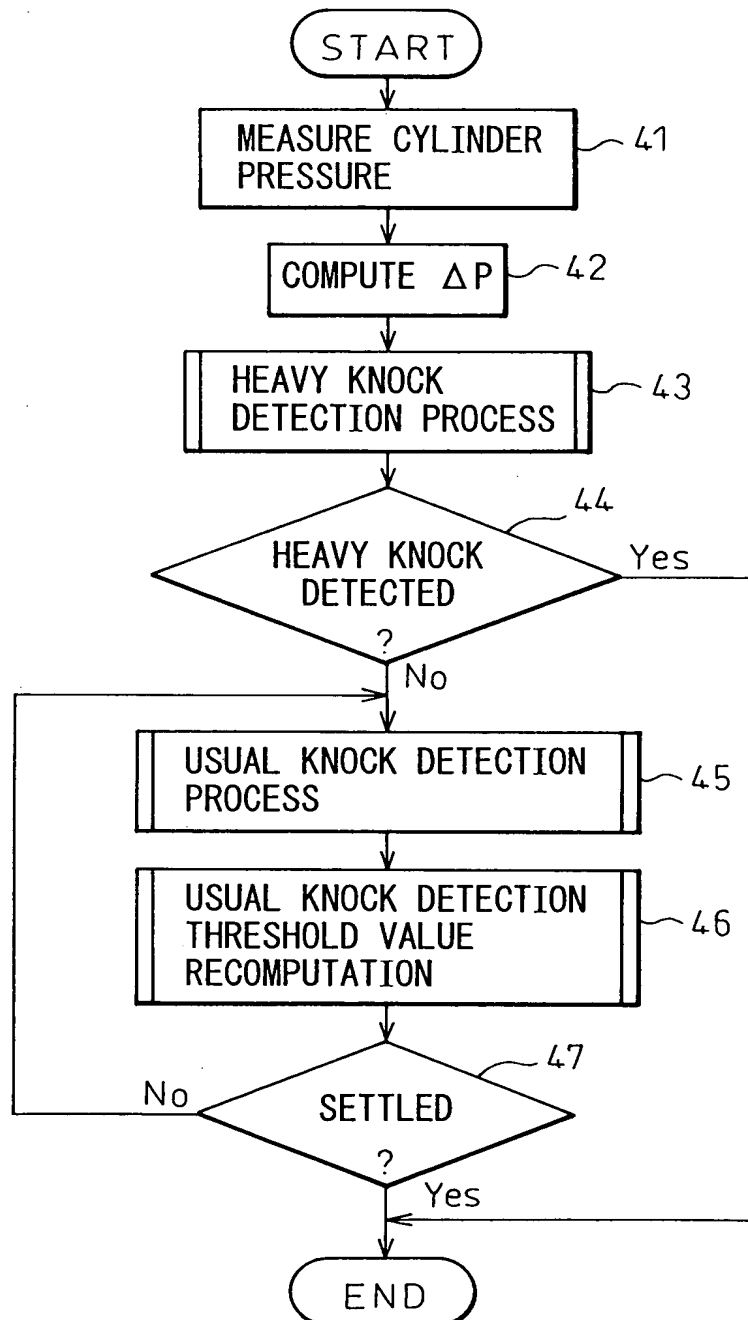 START
MEASURE CYLINDER
PRESSURE
41
COMPUTE ΔP
42
HEAVY KNOCK
DETECTION PROCESS
43
44
HEAVY KNOCK
DETECTED
?
Yes
No
USUAL KNOCK DETECTION
PROCESS
45
USUAL KNOCK DETECTION
THRESHOLD VALUE
RECOMPUTATION
46
47
No
SETTLED
?
Yes
END